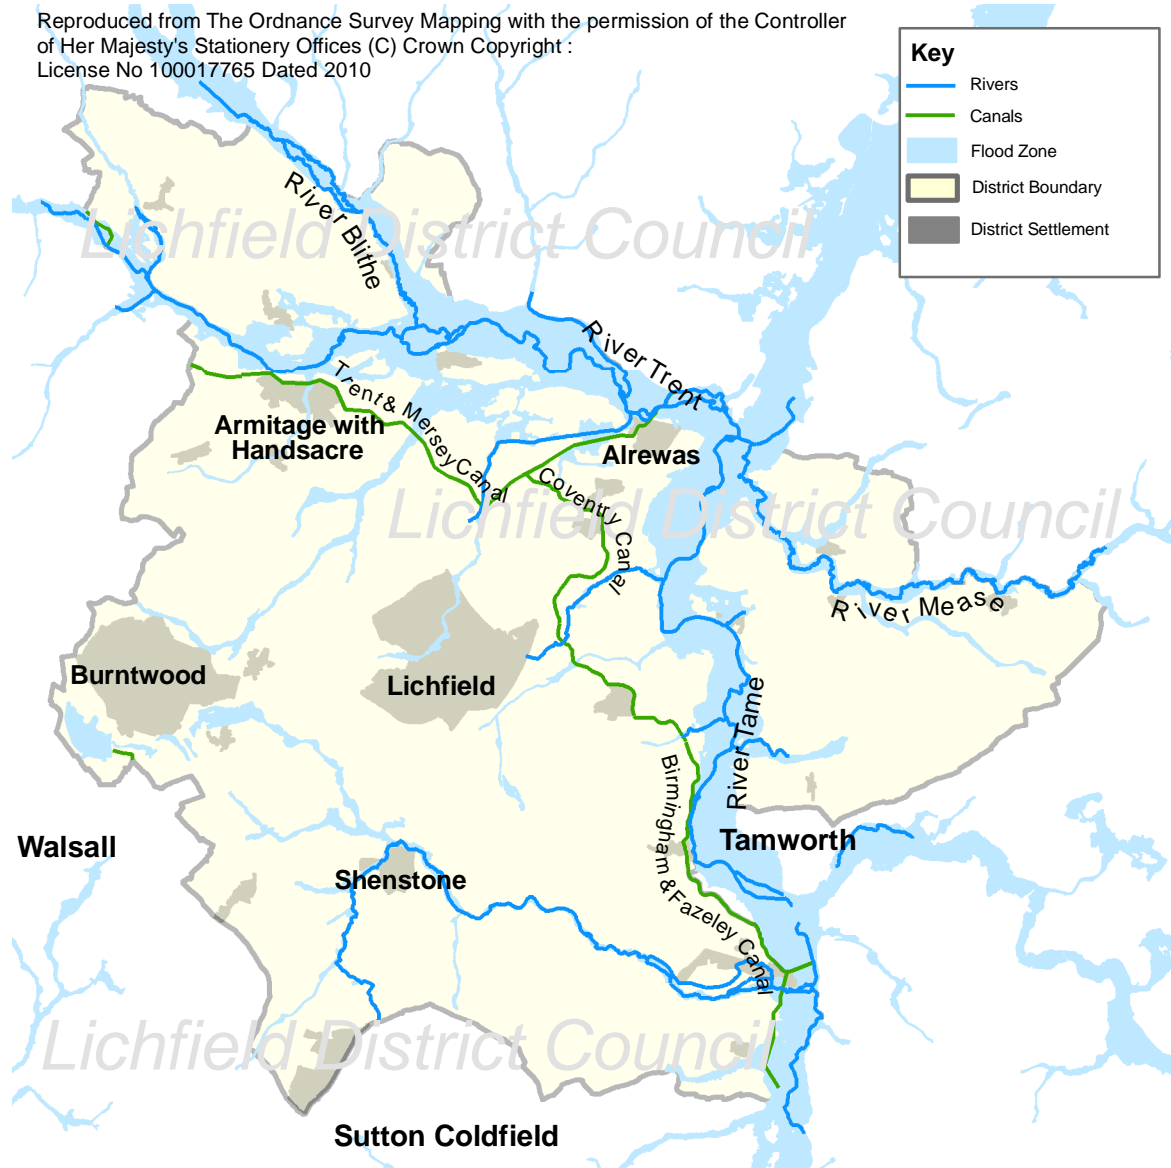 Reproduced from The Ordnance Survey Mapping with the permission of the Controller
of Her Majesty's Stationery Offices (C) Crown Copyright :
License No 100017765 Dated 2010
Key
Rivers
Canals
Flood Zone
District Boundary
District Settlement
Lichfield District Council
River Blithe
River Trent
Trent & Mersey Canal
Armitage with
Handsacre
Alrewas
Coventry Canal
Lichfield District Council
River Mease
Burntwood
Lichfield
River Tame
Birmingham & Fazeley Canal
Walsall
Tamworth
Shenstone
Lichfield District Council
Sutton Coldfield